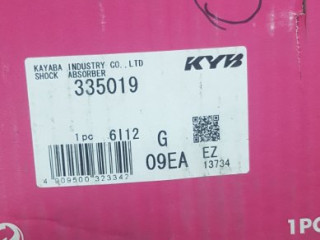 KAYABA INDUSTRY CO.,LTD
SHOCK ABSORBER
KYB
335019
1pc 6I12 G
09EA EZ
13734
4 909500 323342
1PC